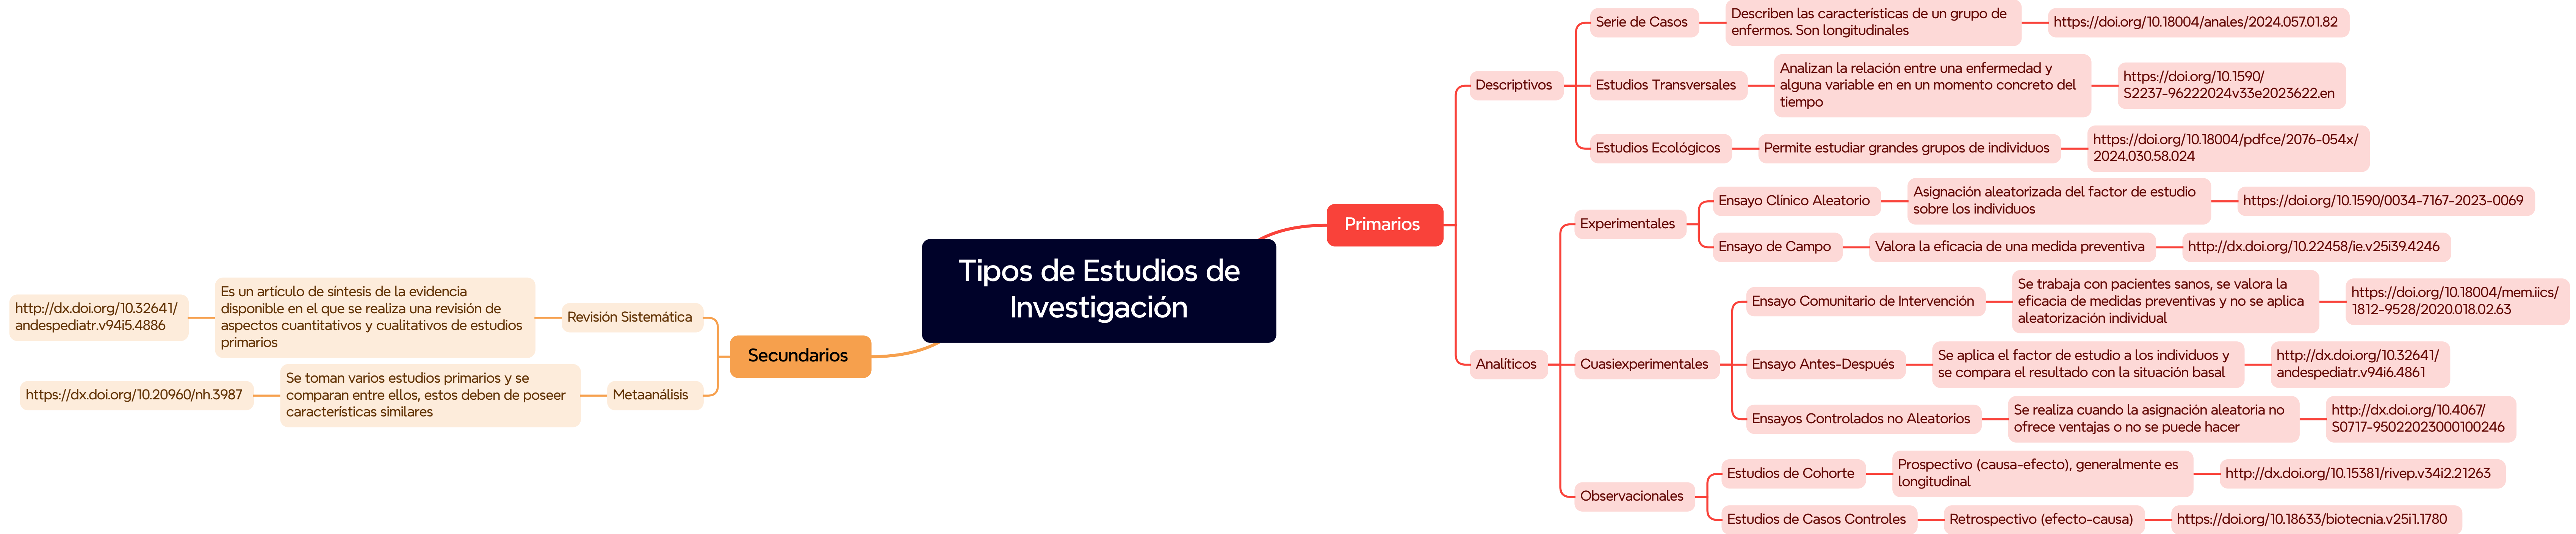 Tipos de Estudios de
Investigación
Primarios
Descriptivos
Serie de Casos
Describen las características de un grupo de
enfermos. Son longitudinales
https://doi.org/10.18004/anales/2024.057.01.82
Estudios Transversales
Analizan la relación entre una enfermedad y
alguna variable en en un momento concreto del
tiempo
https://doi.org/10.1590/
S2237-96222024v33e2023622.en
Estudios Ecológicos
Permite estudiar grandes grupos de individuos
https://doi.org/10.18004/pdfce/2076-054x/
2024.030.58.024
Analíticos
Experimentales
Ensayo Clínico Aleatorio
Asignación aleatorizada del factor de estudio
sobre los individuos
https://doi.org/10.1590/0034-7167-2023-0069
Ensayo de Campo
Valora la eficacia de una medida preventiva
http://dx.doi.org/10.22458/ie.v25i39.4246
Cuasiexperimentales
Ensayo Comunitario de Intervención
Se trabaja con pacientes sanos, se valora la
eficacia de medidas preventivas y no se aplica
aleatorización individual
https://doi.org/10.18004/mem.iics/
1812-9528/2020.018.02.63
Ensayo Antes-Después
Se aplica el factor de estudio a los individuos y
se compara el resultado con la situación basal
http://dx.doi.org/10.32641/
andespediatr.v94i6.4861
Ensayos Controlados no Aleatorios
Se realiza cuando la asignación aleatoria no
ofrece ventajas o no se puede hacer
http://dx.doi.org/10.4067/
S0717-95022023000100246
Observacionales
Estudios de Cohorte
Prospectivo (causa-efecto), generalmente es
longitudinal
http://dx.doi.org/10.15381/rivep.v34i2.21263
Estudios de Casos Controles
Retrospectivo (efecto-causa)
https://doi.org/10.18633/biotecnia.v25i1.1780
Secundarios
Revisión Sistemática
Es un artículo de síntesis de la evidencia
disponible en el que se realiza una revisión de
aspectos cuantitativos y cualitativos de estudios
primarios
http://dx.doi.org/10.32641/
andespediatr.v94i5.4886
Metaanálisis
Se toman varios estudios primarios y se
comparan entre ellos, estos deben de poseer
características similares
https://dx.doi.org/10.20960/nh.3987